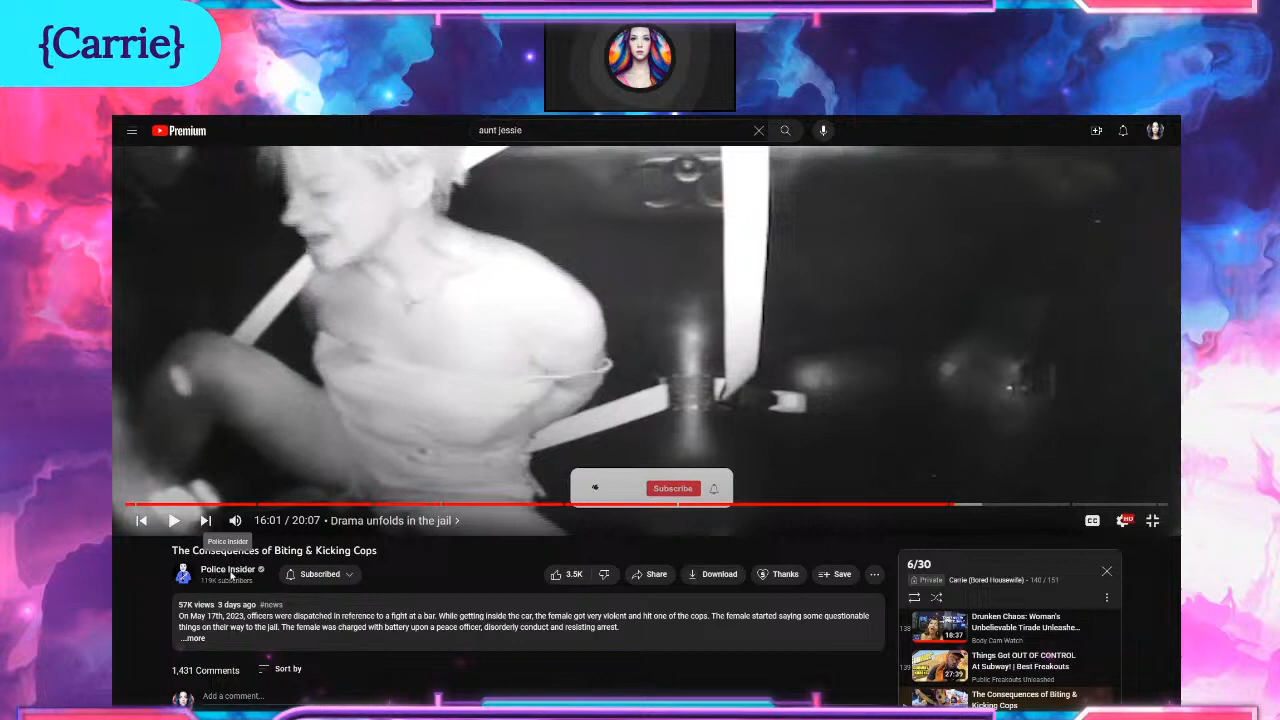 {Carrie}
Premium
aunt jessie
Subscribe
16:01 / 20:07 • Drama unfolds in the jail >
CC
HD
Police Insider
The Consequences of Biting & Kicking Cops
Police Insider
119K subscribers
Subscribed
3.5K
Share
Download
Thanks
Save
57K views 3 days ago #news
On May 17th, 2023, officers were dispatched in reference to a fight at a bar. While getting inside the car, the female got very violent and hit one of the cops. The female started saying some questionable
things on their way to the jail. The female was charged with battery upon a peace officer, disorderly conduct and resisting arrest.
...more
1,431 Comments
Sort by
Add a comment...
6/30
Private
Carrie (Bored Housewife) - 140 / 151
138
18:37
Drunken Chaos: Woman's
Unbelievable Tirade Unleashe...
Body Cam Watch
139
27:39
Things Got OUT OF CONTROL
At Subway! | Best Freakouts
Public Freakouts Unleashed
The Consequences of Biting &
Kicking Cops